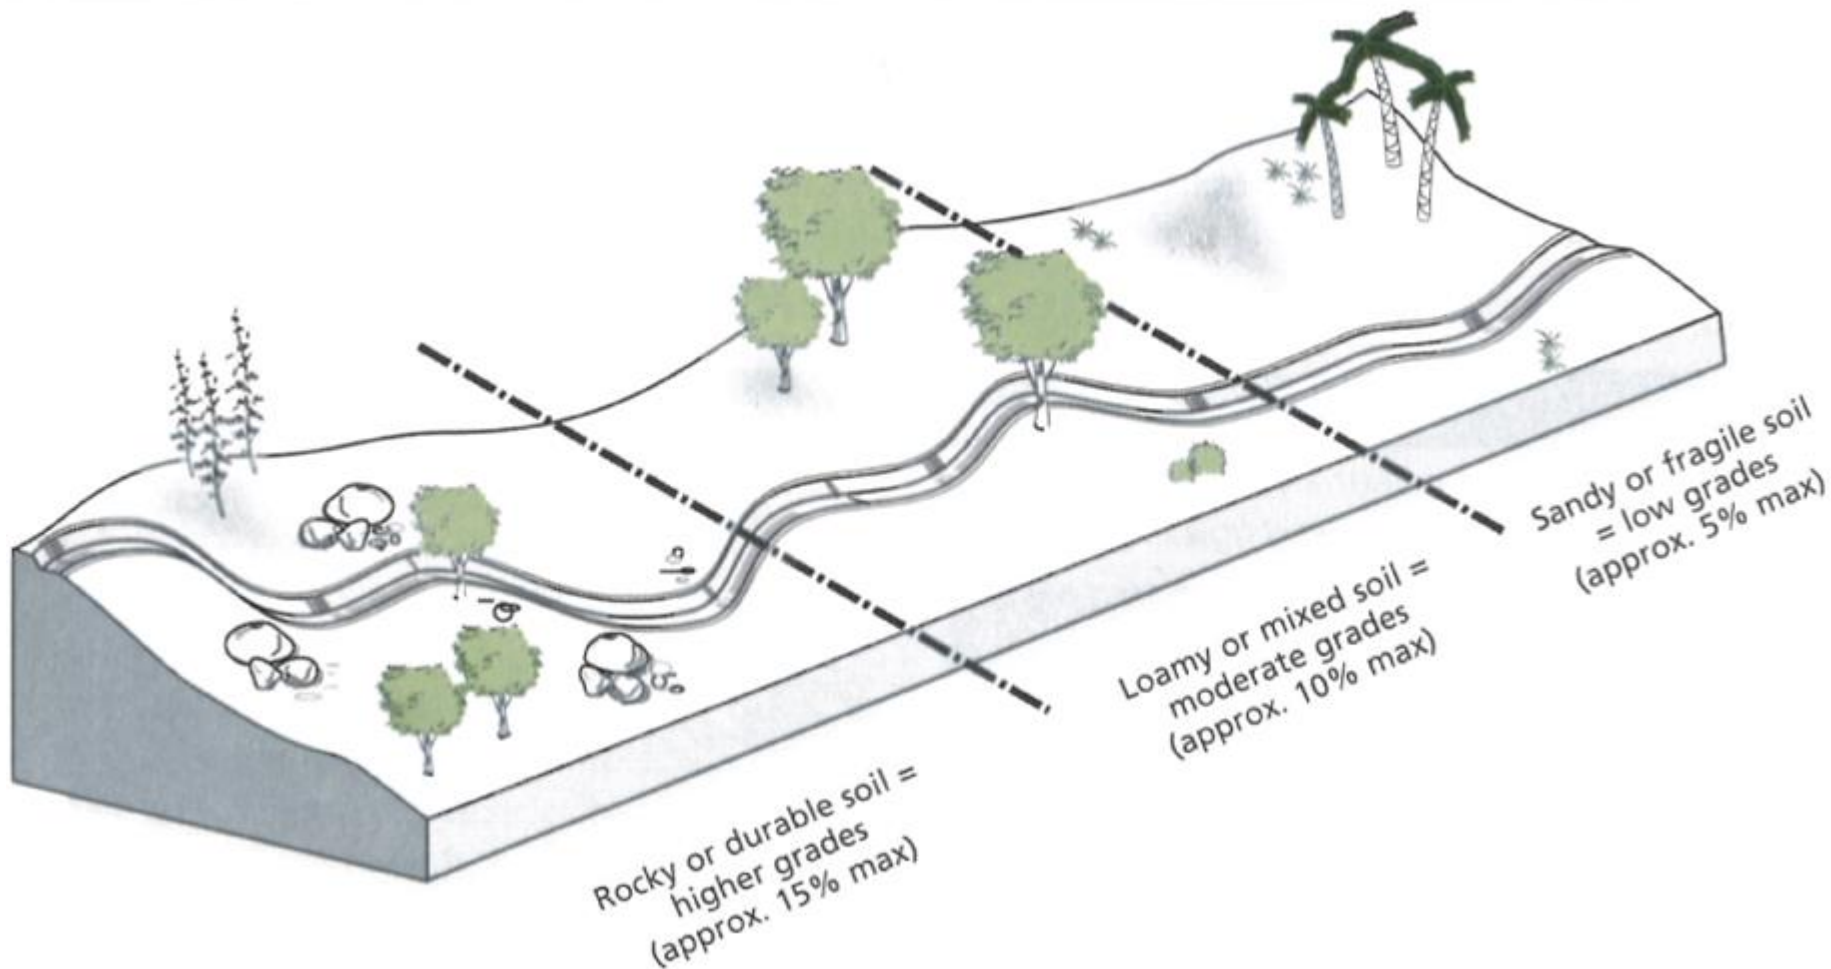 Rocky or durable soil =
higher grades
(approx. 15% max)
Loamy or mixed soil =
moderate grades
(approx. 10% max)
Sandy or fragile soil
= low grades
(approx. 5% max)